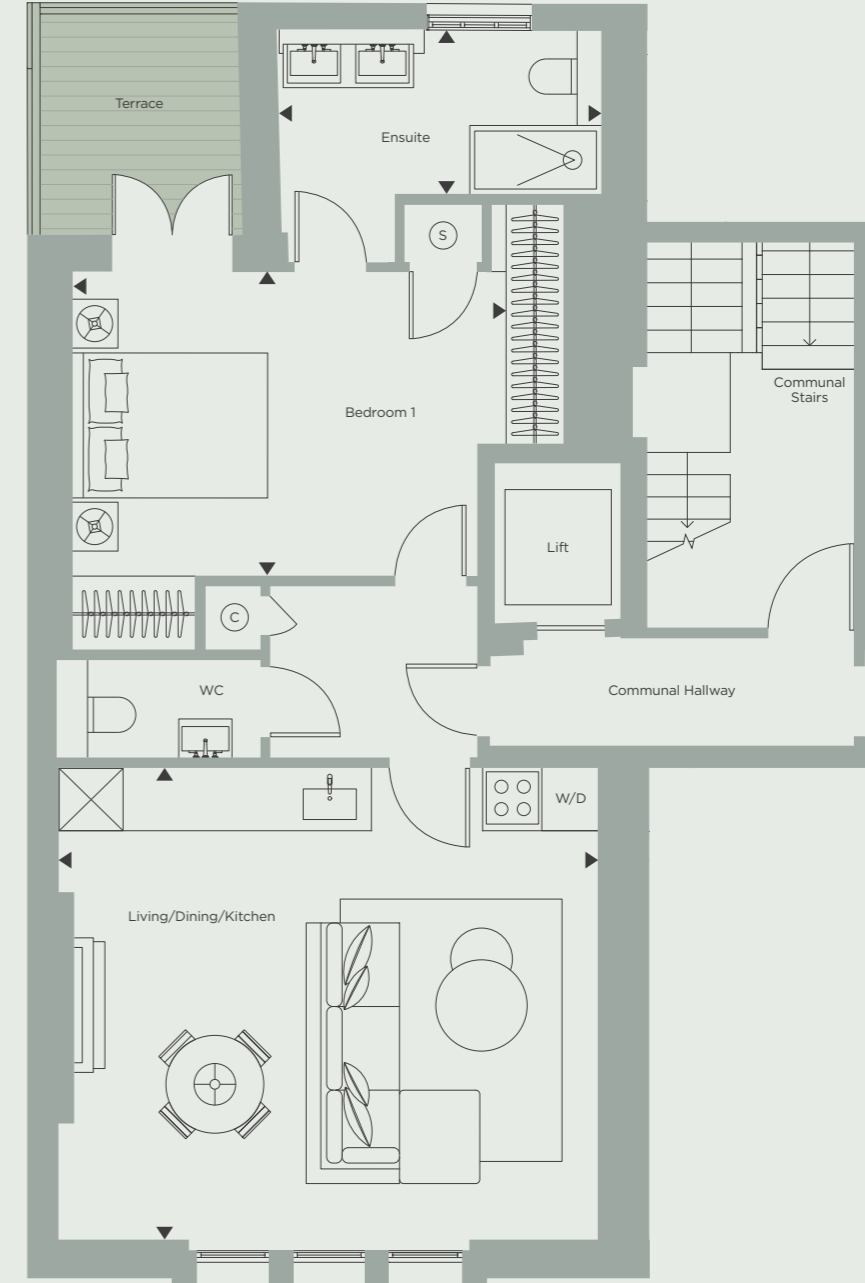 Terrace
Ensuite
S
Communal
Stairs
Bedroom 1
Lift
C
WC
Communal Hallway
W/D
Living/Dining/Kitchen